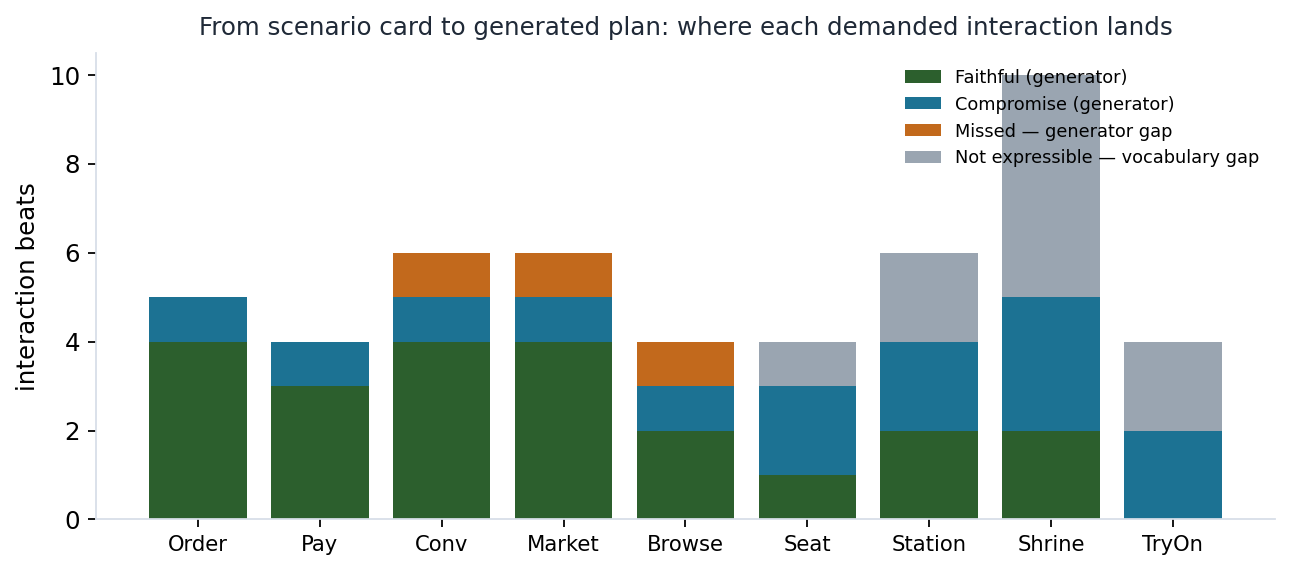 From scenario card to generated plan: where each demanded interaction lands
interaction beats
10
8
6
4
2
0
Faithful (generator)
Compromise (generator)
Missed — generator gap
Not expressible — vocabulary gap
Order Pay Conv Market Browse Seat Station Shrine TryOn